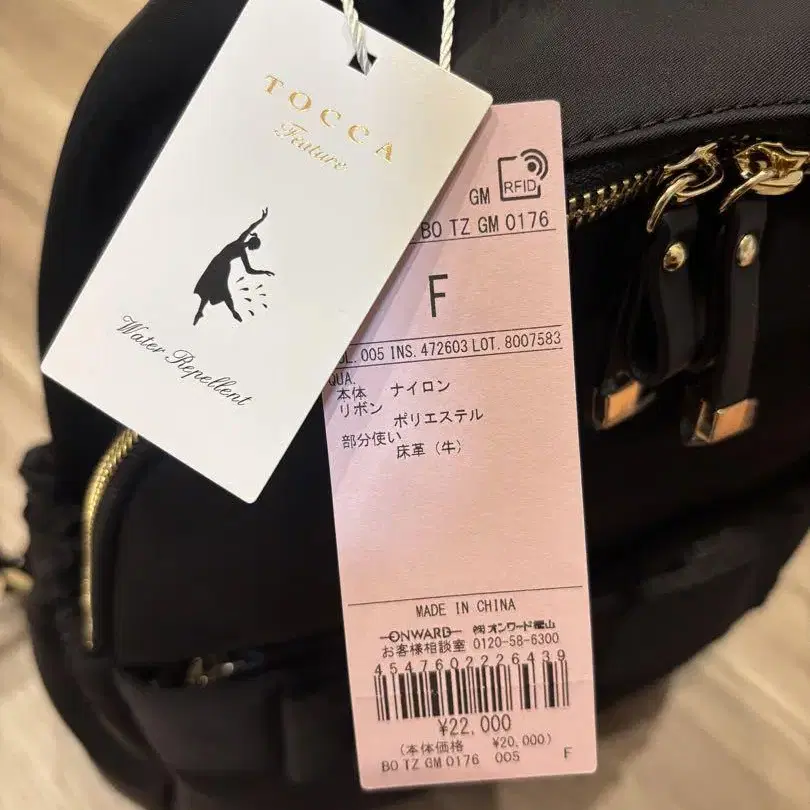 TOCCA
Feature
Water Repellent
GM RFID
BO TZ GM 0176
F
005 INS. 472603 LOT. 8007583
QUA.
本体 ナイロン
リボン ポリエステル
部分使い 床革(牛)
MADE IN CHINA
ONWARD ㈱オンワード樫山
お客様相談室 0120-58-6300
4547602226439
¥22,000
(本体価格 ¥20,000)
BO TZ GM 0176 005 F